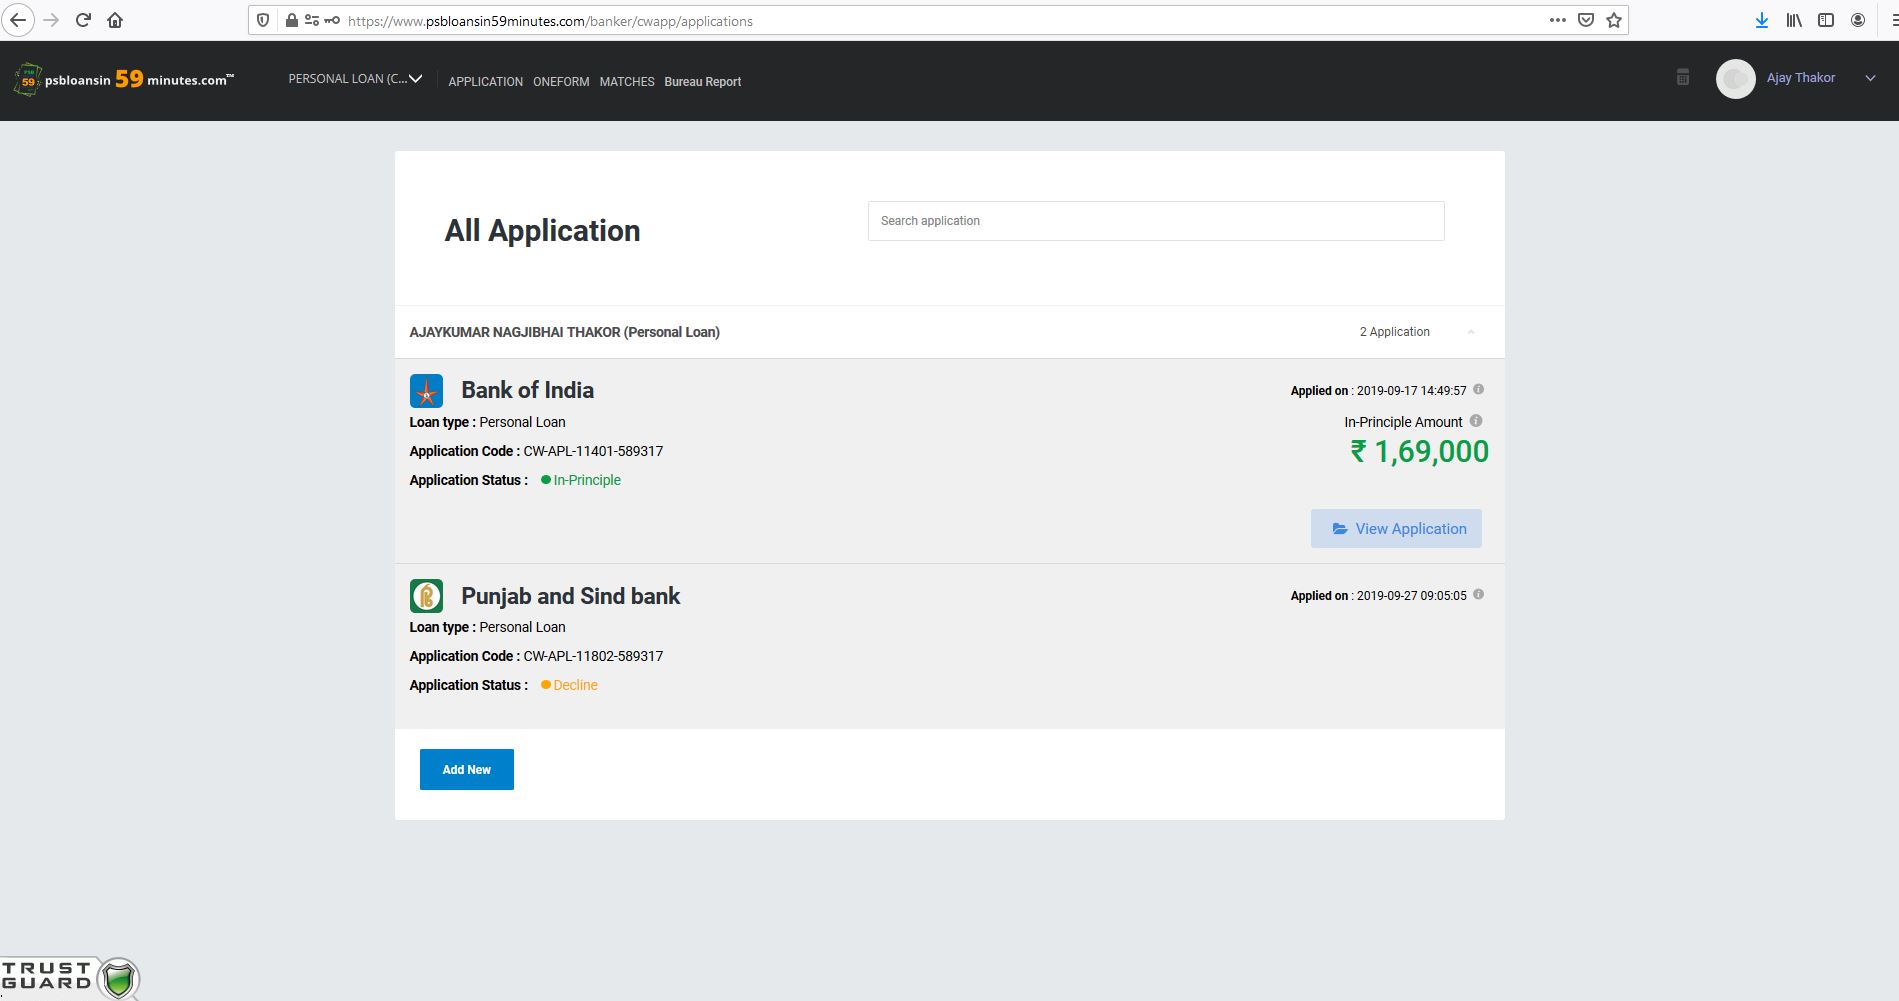 https://www.psbloansin59minutes.com/banker/cwapp/applications
PSB 59 psbloansin 59 minutes.com™
PERSONAL LOAN (C...
APPLICATION ONEFORM MATCHES Bureau Report
Ajay Thakor
All Application
Search application
AJAYKUMAR NAGJIBHAI THAKOR (Personal Loan)
2 Application
Bank of India
Applied on : 2019-09-17 14:49:57
Loan type : Personal Loan
In-Principle Amount
Application Code : CW-APL-11401-589317
₹ 1,69,000
Application Status : In-Principle
View Application
Punjab and Sind bank
Applied on : 2019-09-27 09:05:05
Loan type : Personal Loan
Application Code : CW-APL-11802-589317
Application Status : Decline
Add New
TRUST
GUARD